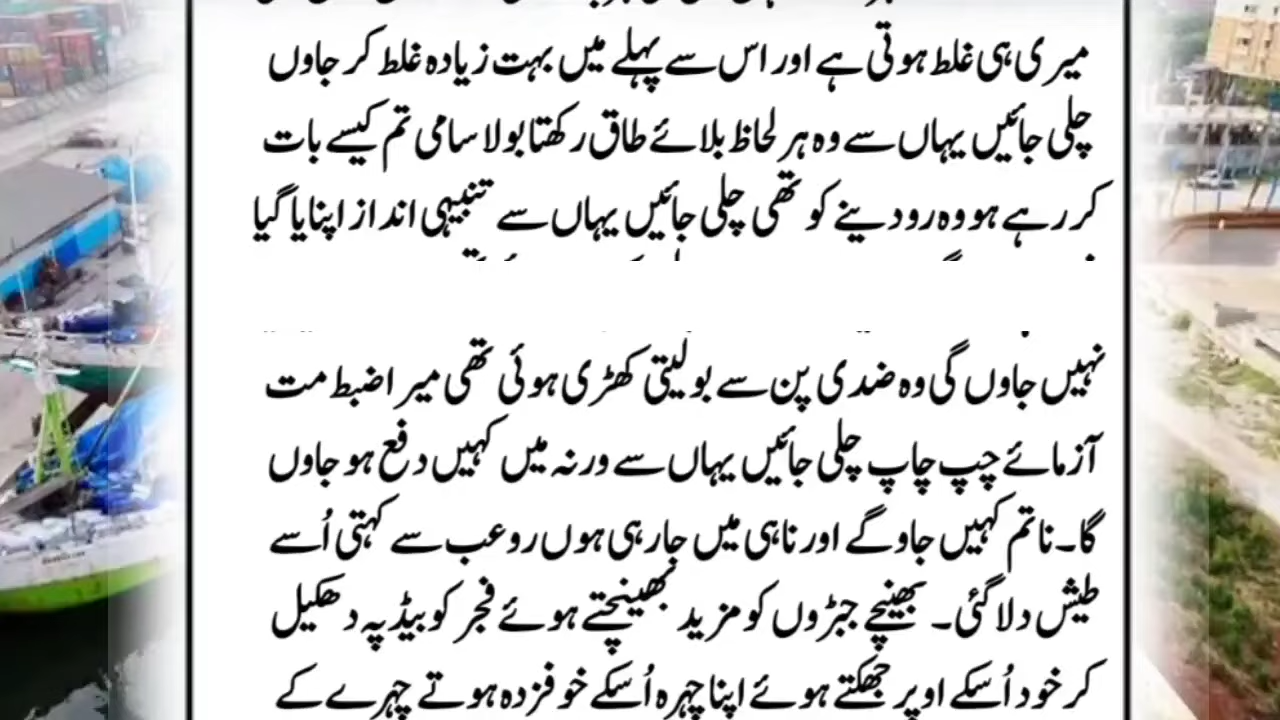 میری ہی غلط ہوتی ہے اور اس سے پہلے میں بہت زیادہ غلط کر جاوں
چلی جائیں یہاں سے وہ ہر لحاظ بلائے طاق رکھتا بولا سامی تم کیسے بات
کر رہے ہو وہ رو دینے کو تھی چلی جائیں یہاں سے تنبیہی انداز اپنایا گیا
نہیں جاوں گی وہ ضدی پن سے بولیتی کھڑی ہوئی تھی میرا ضبط مت
آزمائے چپ چاپ چلی جائیں یہاں سے ورنہ میں کہیں دفع ہو جاوں
گا۔ نا تم کہیں جاوگے اور نا ہی میں جا رہی ہوں روعب سے کہتی اُسے
طیش دلا گئی۔ بھینچے جبڑوں کو مزید بھینچتے ہوئے فجر کو بیڈ پہ دھکیل
کر خود اُسکے اوپر جھکتے ہوئے اپنا چہرہ اُسکے خوفزدہ ہوتے چہرے کے